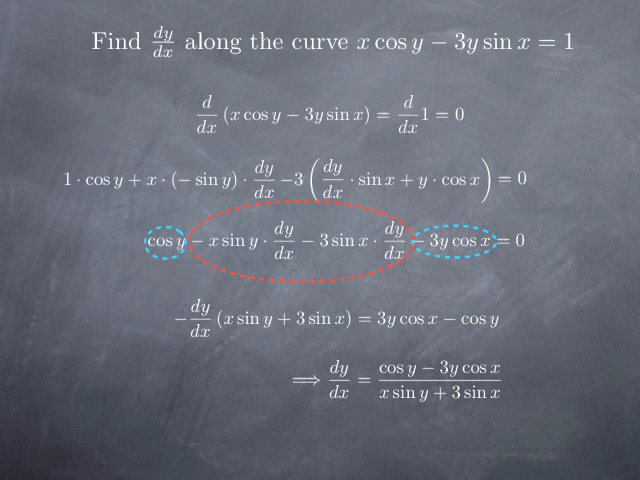 Find dy/dx along the curve x cos y − 3y sin x = 1
d/dx (x cos y − 3y sin x) = d/dx 1 = 0
1 · cos y + x · (− sin y) · dy/dx −3 (dy/dx · sin x + y · cos x) = 0
cos y − x sin y · dy/dx − 3 sin x · dy/dx − 3y cos x = 0
− dy/dx (x sin y + 3 sin x) = 3y cos x − cos y
⟹ dy/dx = (cos y − 3y cos x)/(x sin y + 3 sin x)